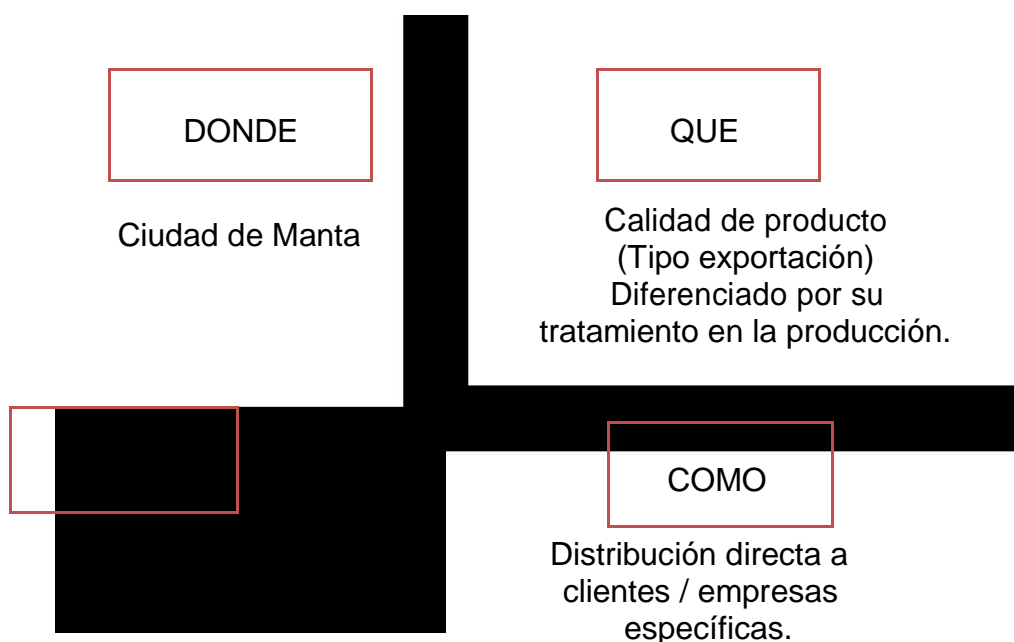 DONDE
Ciudad de Manta
QUE
Calidad de producto
(Tipo exportación)
Diferenciado por su
tratamiento en la producción.
COMO
Distribución directa a
clientes / empresas
específicas.